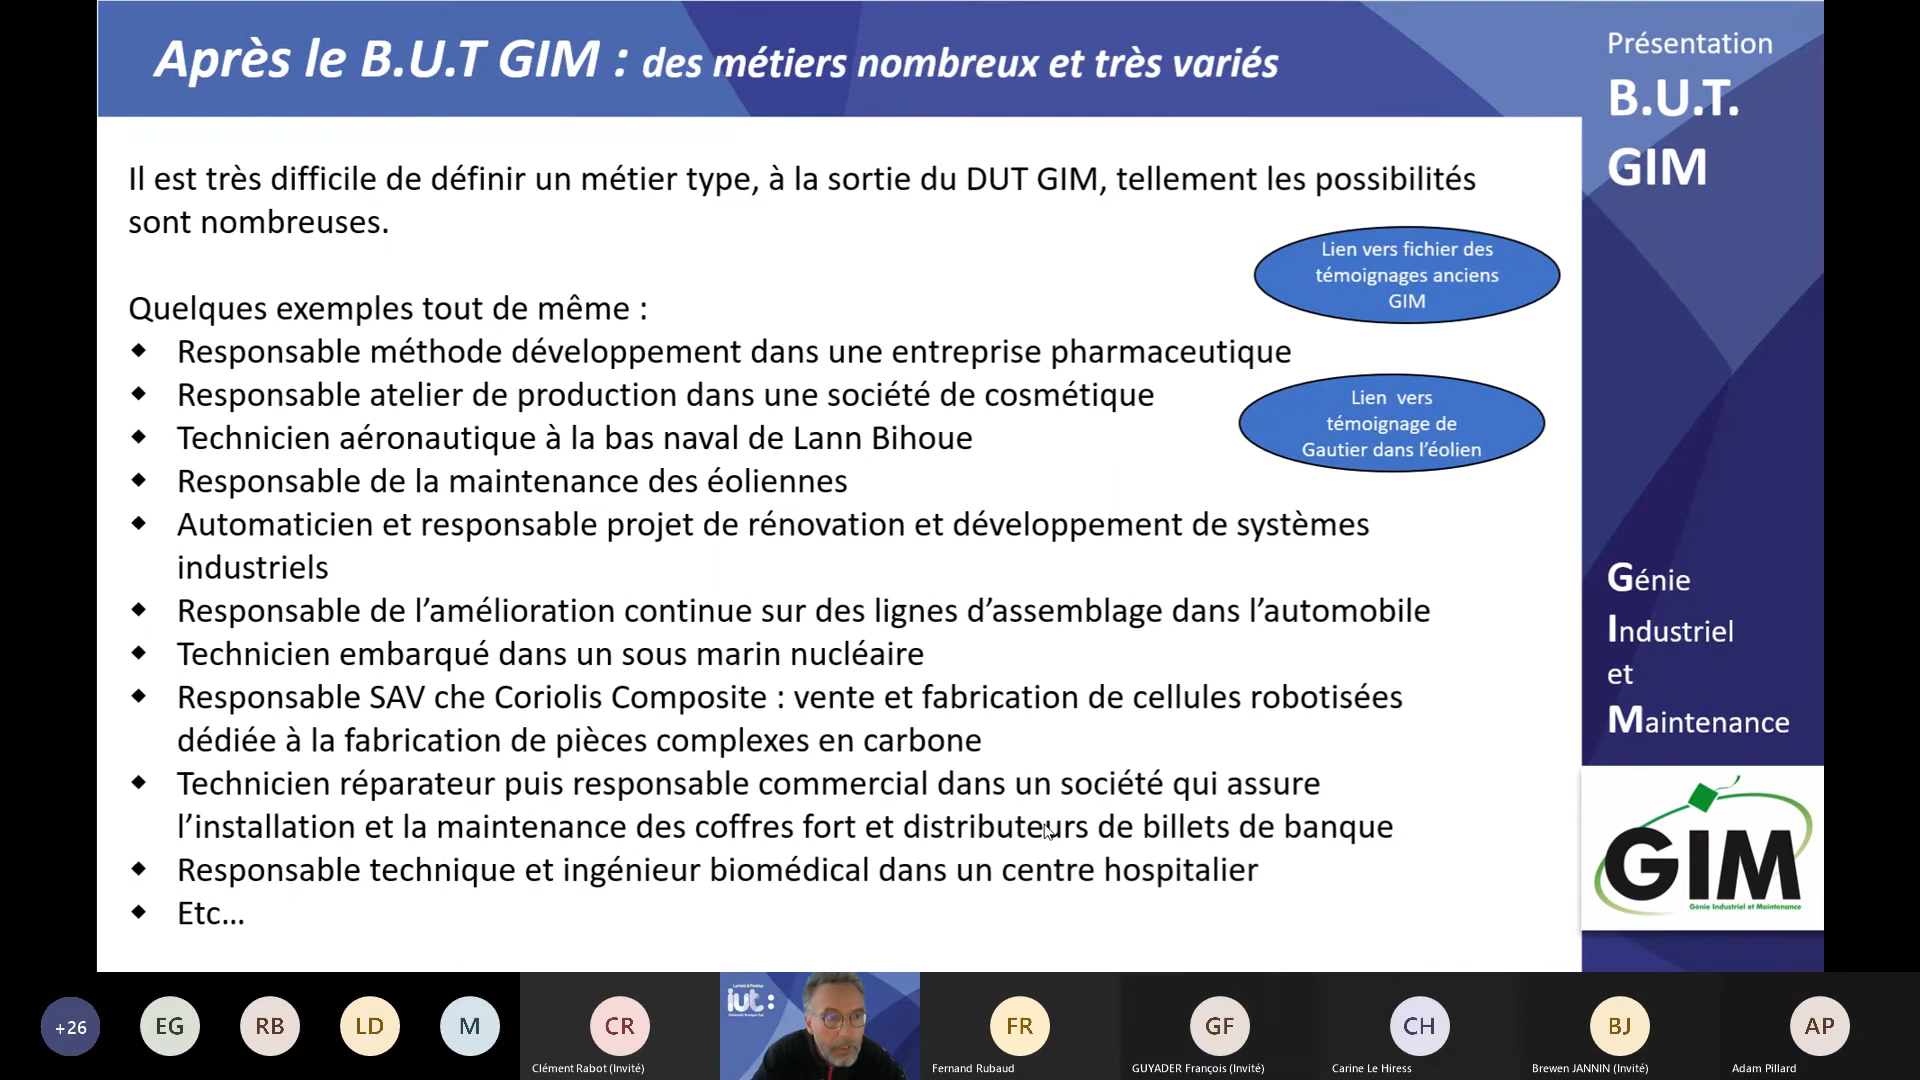 Après le B.U.T GIM : des métiers nombreux et très variés
Présentation
B.U.T.
GIM
Il est très difficile de définir un métier type, à la sortie du DUT GIM, tellement les possibilités
sont nombreuses.
Lien vers fichier des
témoignages anciens
GIM
Quelques exemples tout de même :
◆ Responsable méthode développement dans une entreprise pharmaceutique
◆ Responsable atelier de production dans une société de cosmétique
◆ Technicien aéronautique à la bas naval de Lann Bihoue
Lien vers
témoignage de
Gautier dans l’éolien
◆ Responsable de la maintenance des éoliennes
◆ Automaticien et responsable projet de rénovation et développement de systèmes
industriels
◆ Responsable de l’amélioration continue sur des lignes d’assemblage dans l’automobile
◆ Technicien embarqué dans un sous marin nucléaire
◆ Responsable SAV che Coriolis Composite : vente et fabrication de cellules robotisées
dédiée à la fabrication de pièces complexes en carbone
◆ Technicien réparateur puis responsable commercial dans un société qui assure
l’installation et la maintenance des coffres fort et distributeurs de billets de banque
◆ Responsable technique et ingénieur biomédical dans un centre hospitalier
◆ Etc...
Génie
Industriel
et
Maintenance
GIM
Génie Industriel et Maintenance
+26
EG
RB
LD
M
CR
Clément Rabot (Invité)
Lorient & Pontivy
iut:
Université Bretagne Sud
FR
Fernand Rubaud
GF
GUYADER François (Invité)
CH
Carine Le Hiress
BJ
Brewen JANNIN (Invité)
AP
Adam Pillard